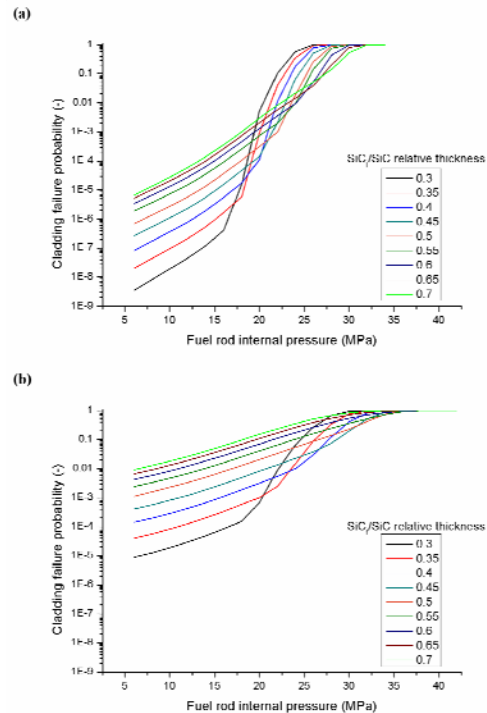 (a)
1
0.1
0.01
1E-3
1E-4
1E-5
1E-6
1E-7
1E-8
1E-9
Cladding failure probability (-)
SiCf/SiC relative thickness
0.3
0.35
0.4
0.45
0.5
0.55
0.6
0.65
0.7
5 10 15 20 25 30 35 40
Fuel rod internal pressure (MPa)
(b)
1
0.1
0.01
1E-3
1E-4
1E-5
1E-6
1E-7
1E-8
1E-9
Cladding failure probability (-)
SiCf/SiC relative thickness
0.3
0.35
0.4
0.45
0.5
0.55
0.6
0.65
0.7
5 10 15 20 25 30 35 40
Fuel rod internal pressure (MPa)